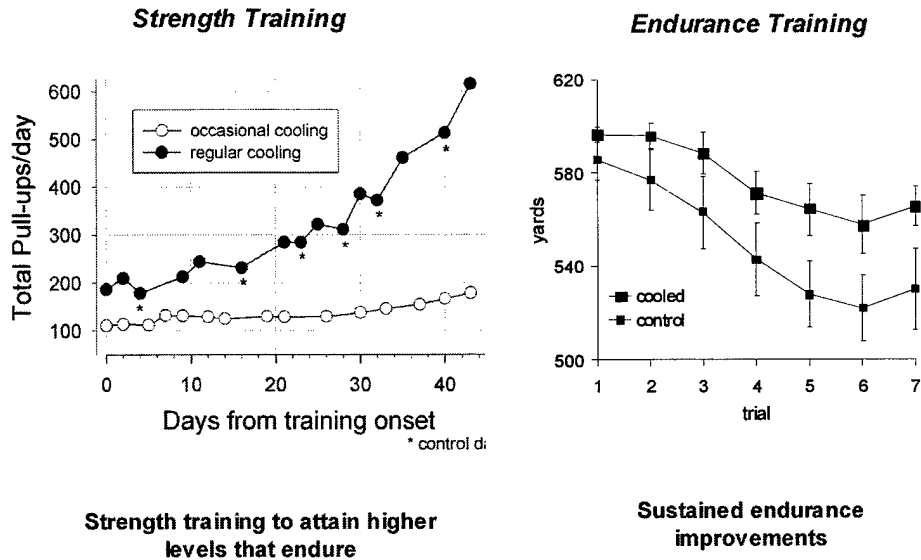 Strength Training
600
500
400
300
200
100
Total Pull-ups/day
occasional cooling
regular cooling
*
*
*
*
*
*
0
10
20
30
40
Days from training onset
* control da
Strength training to attain higher
levels that endure
Endurance Training
620
580
540
500
yards
cooled
control
1
2
3
4
5
6
7
trial
Sustained endurance
improvements